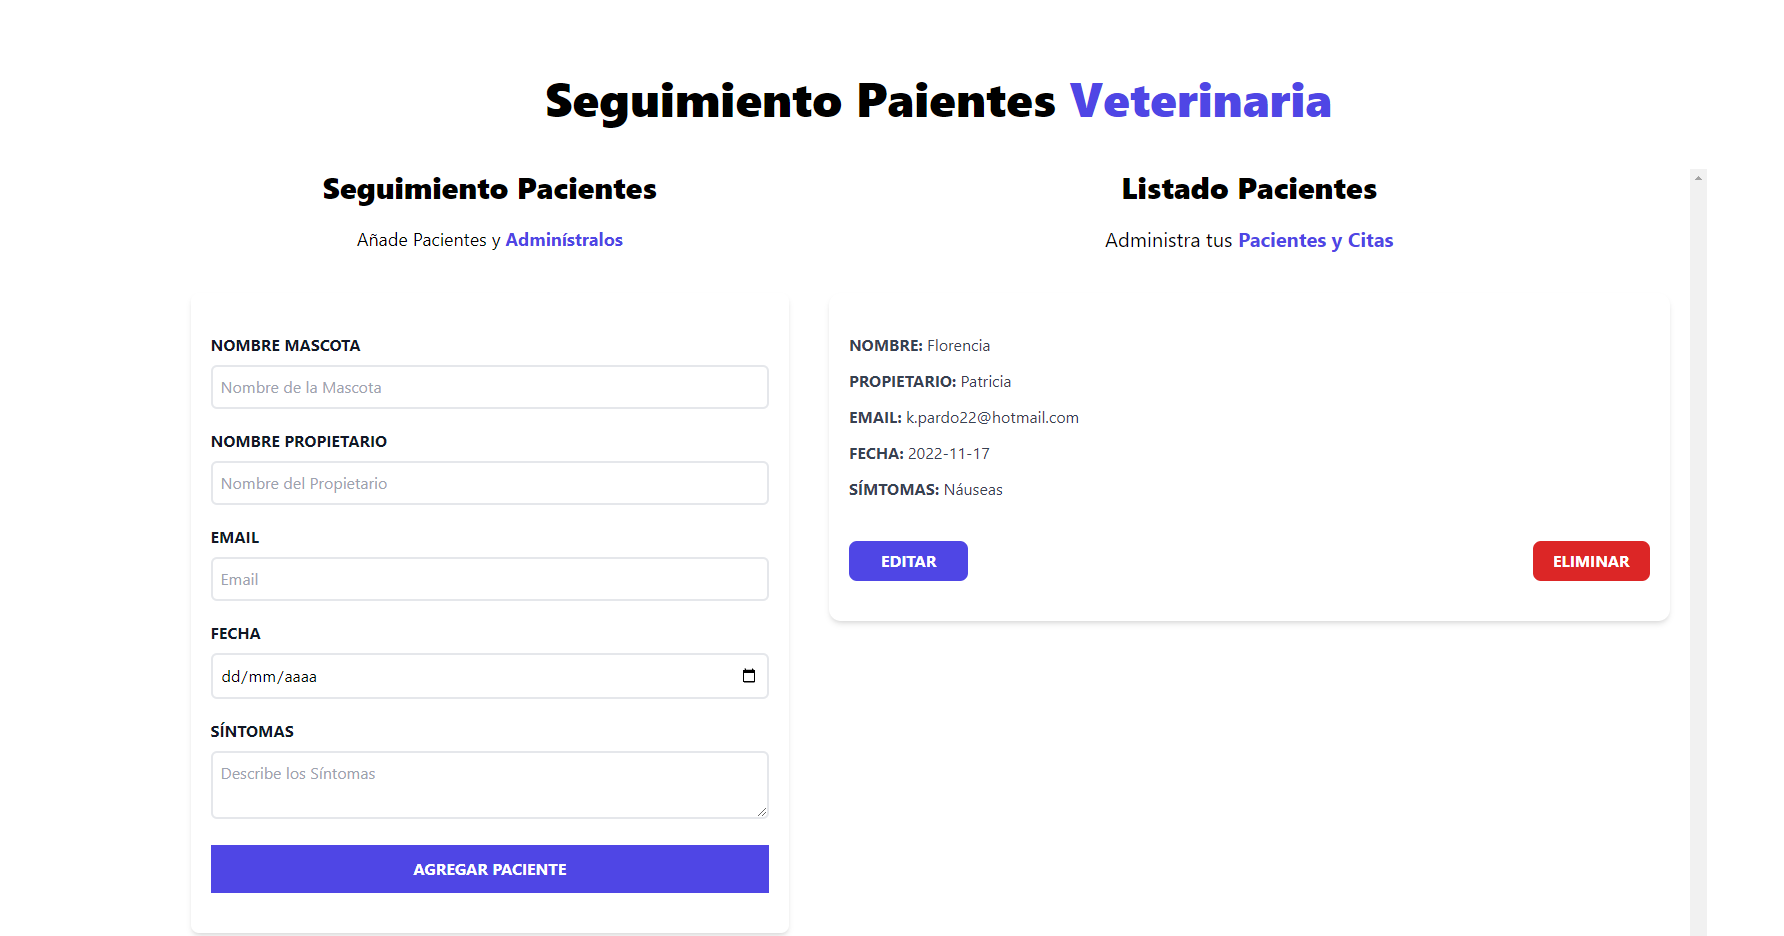 Seguimiento Paientes Veterinaria
Seguimiento Pacientes
Añade Pacientes y Adminístralos
NOMBRE MASCOTA
Nombre de la Mascota
NOMBRE PROPIETARIO
Nombre del Propietario
EMAIL
Email
FECHA
dd/mm/aaaa
SÍNTOMAS
Describe los Síntomas
AGREGAR PACIENTE
Listado Pacientes
Administra tus Pacientes y Citas
NOMBRE: Florencia
PROPIETARIO: Patricia
EMAIL: k.pardo22@hotmail.com
FECHA: 2022-11-17
SÍMTOMAS: Náuseas
EDITAR
ELIMINAR